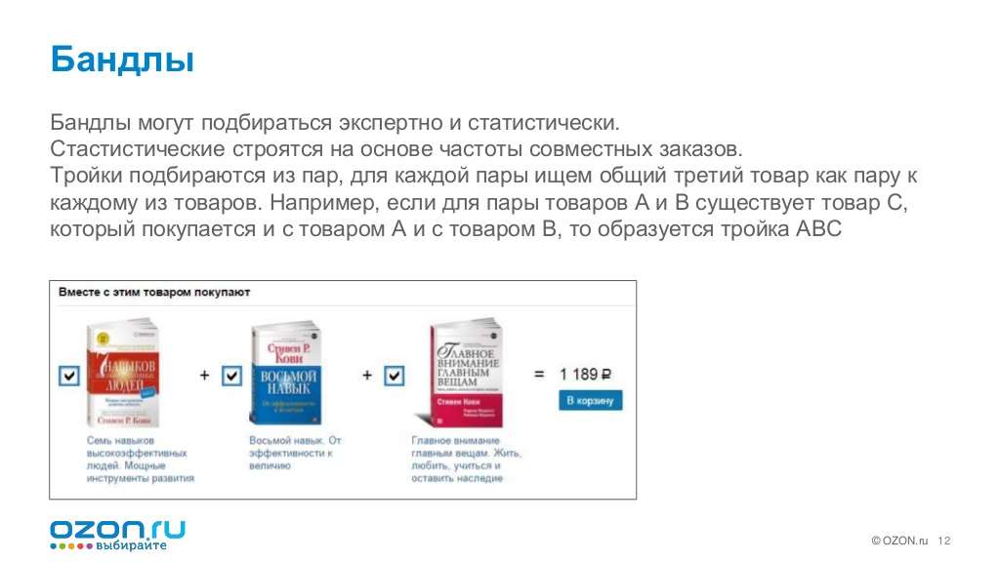 Бандлы
Бандлы могут подбираться экспертно и статистически.
Стастистические строятся на основе частоты совместных заказов.
Тройки подбираются из пар, для каждой пары ищем общий третий товар как пару к
каждому из товаров. Например, если для пары товаров А и В существует товар С,
который покупается и с товаром А и с товаром В, то образуется тройка АВС
Вместе с этим товаром покупают
7 НАВЫКОВ
ЛЮДЕЙ
Стивен Р. Кови
+
Стивен Р.
Кови
ВОСЬМОЙ
НАВЫК
От эффективности
к величию
+
Главное
внимание
главным
вещам
Стивен Кови
= 1 189 ₽
В корзину
Семь навыков
высокоэффективных
людей. Мощные
инструменты развития
Восьмой навык. От
эффективности к
величию
Главное внимание
главным вещам. Жить,
любить, учиться и
оставить наследие
ozon.ru
выбирайте
© OZON.ru 12